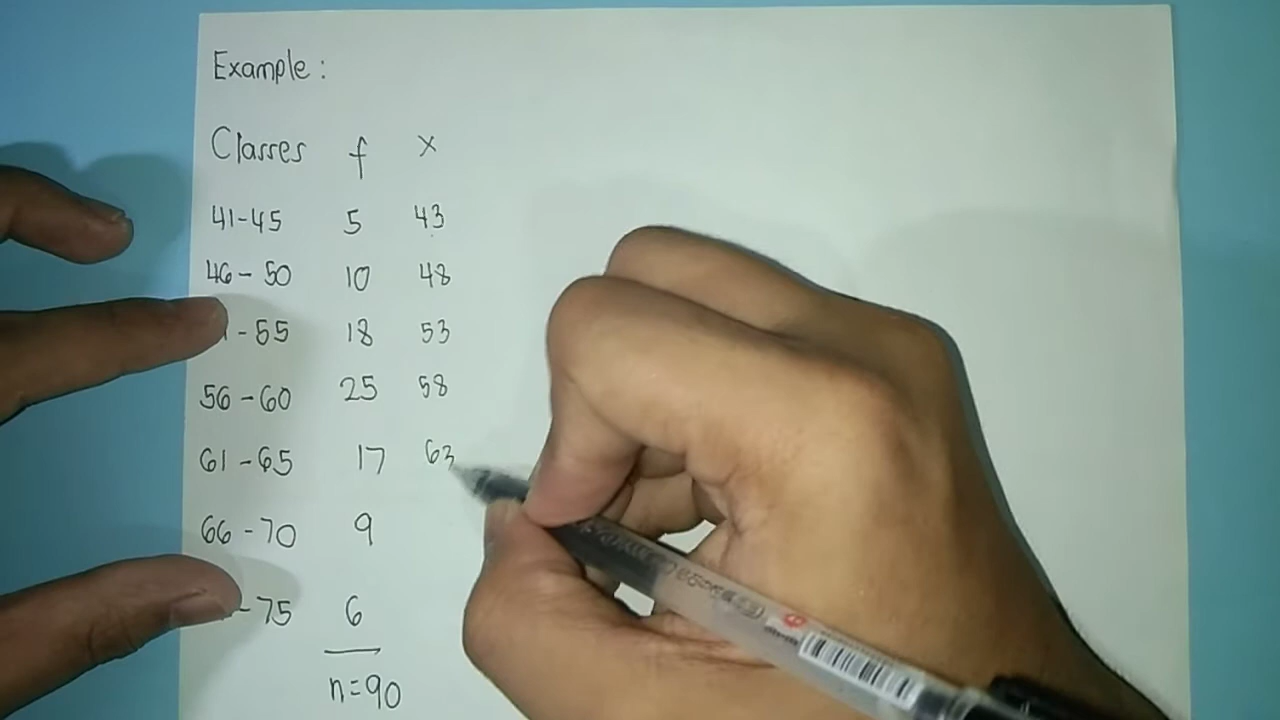 Example :
Classes f x
41-45 5 43
46-50 10 48
-55 18 53
56-60 25 58
61-65 17 63
66-70 9
-75 6
n=90